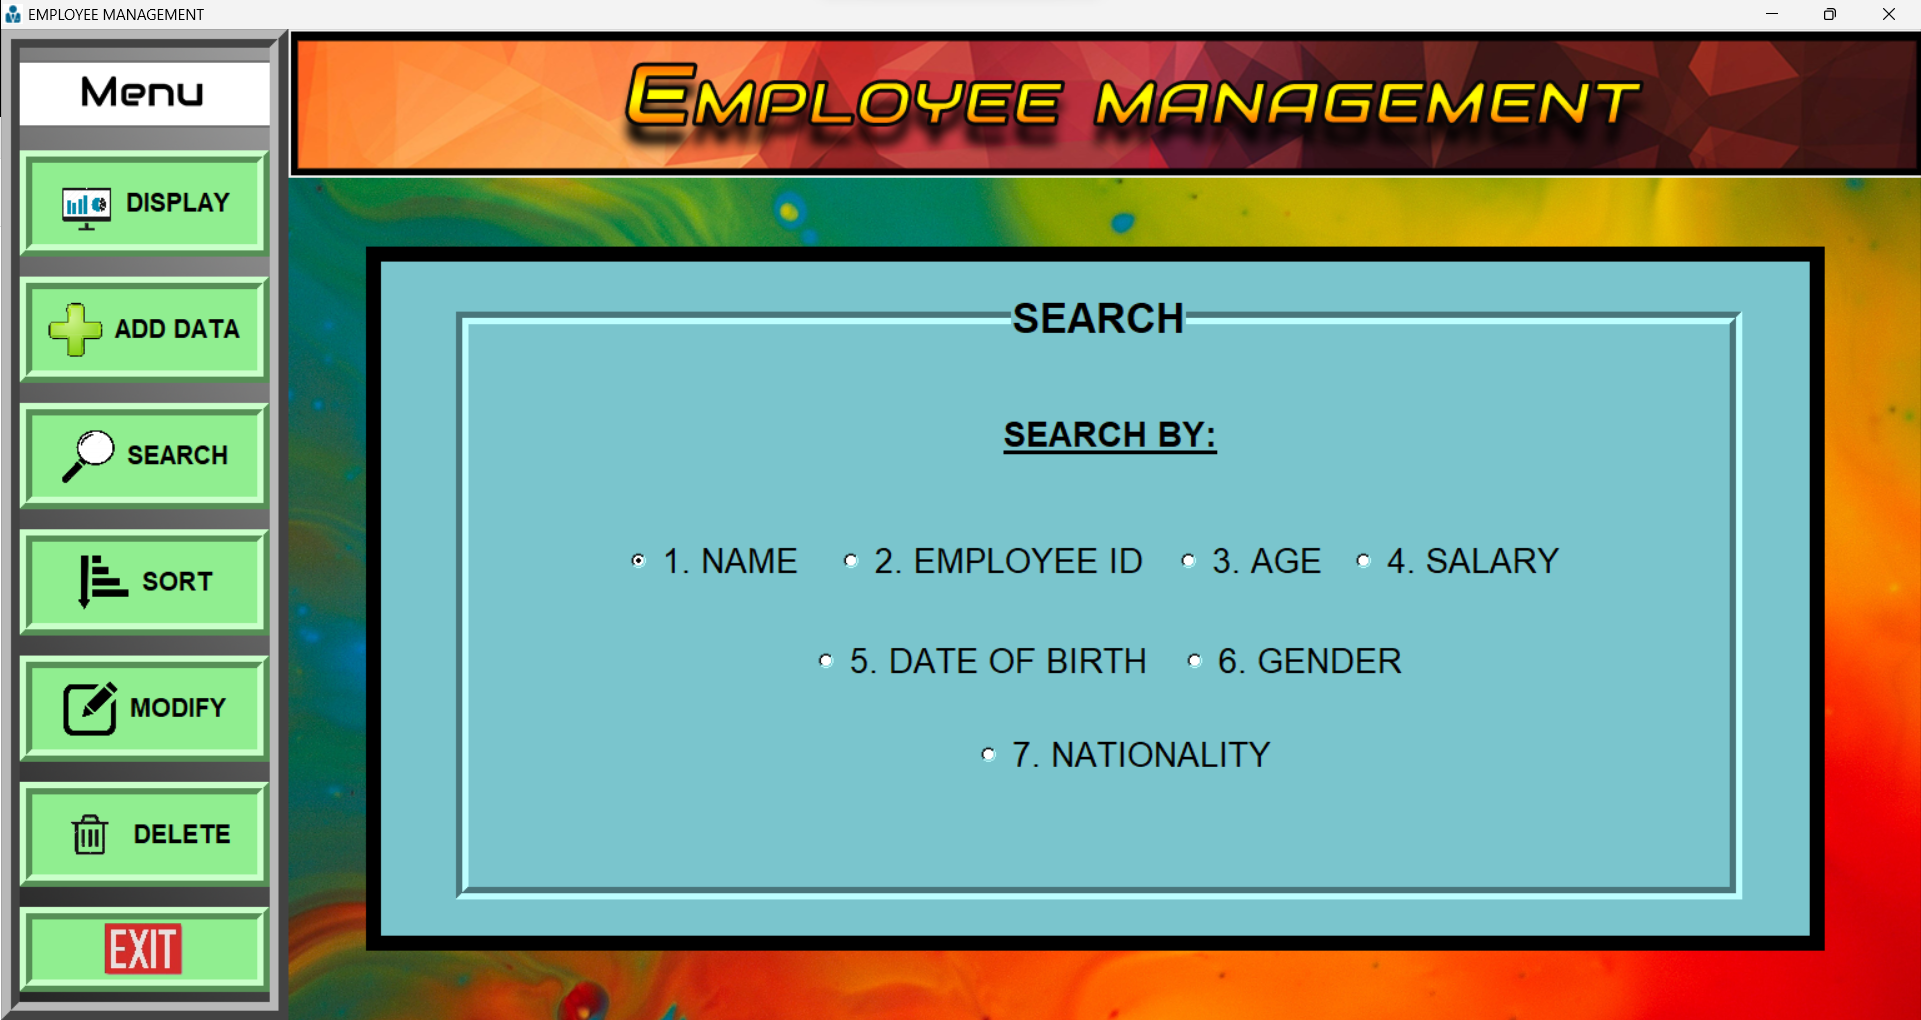 EMPLOYEE MANAGEMENT
Menu
DISPLAY
ADD DATA
SEARCH
SORT
MODIFY
DELETE
EXIT
EMPLOYEE MANAGEMENT
SEARCH
SEARCH BY:
1. NAME 2. EMPLOYEE ID 3. AGE 4. SALARY
5. DATE OF BIRTH 6. GENDER
7. NATIONALITY